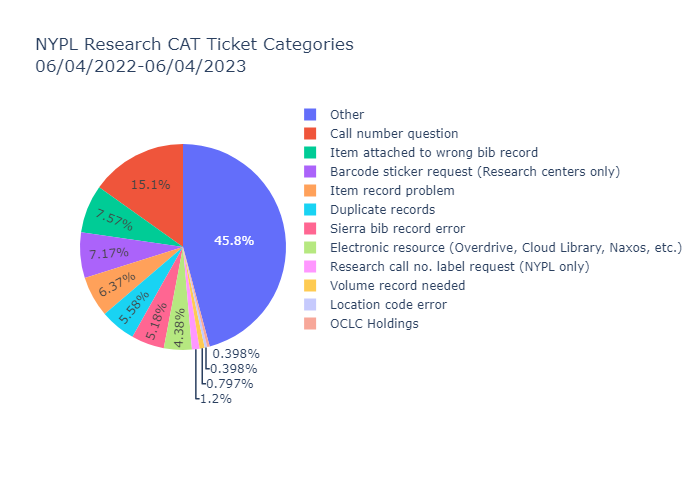 NYPL Research CAT Ticket Categories
06/04/2022-06/04/2023
Other
Call number question
Item attached to wrong bib record
Barcode sticker request (Research centers only)
Item record problem
Duplicate records
Sierra bib record error
Electronic resource (Overdrive, Cloud Library, Naxos, etc.)
Research call no. label request (NYPL only)
Volume record needed
Location code error
OCLC Holdings
15.1%
7.57%
45.8%
7.17%
6.37%
5.58%
5.18%
4.38%
0.398%
0.398%
0.797%
1.2%